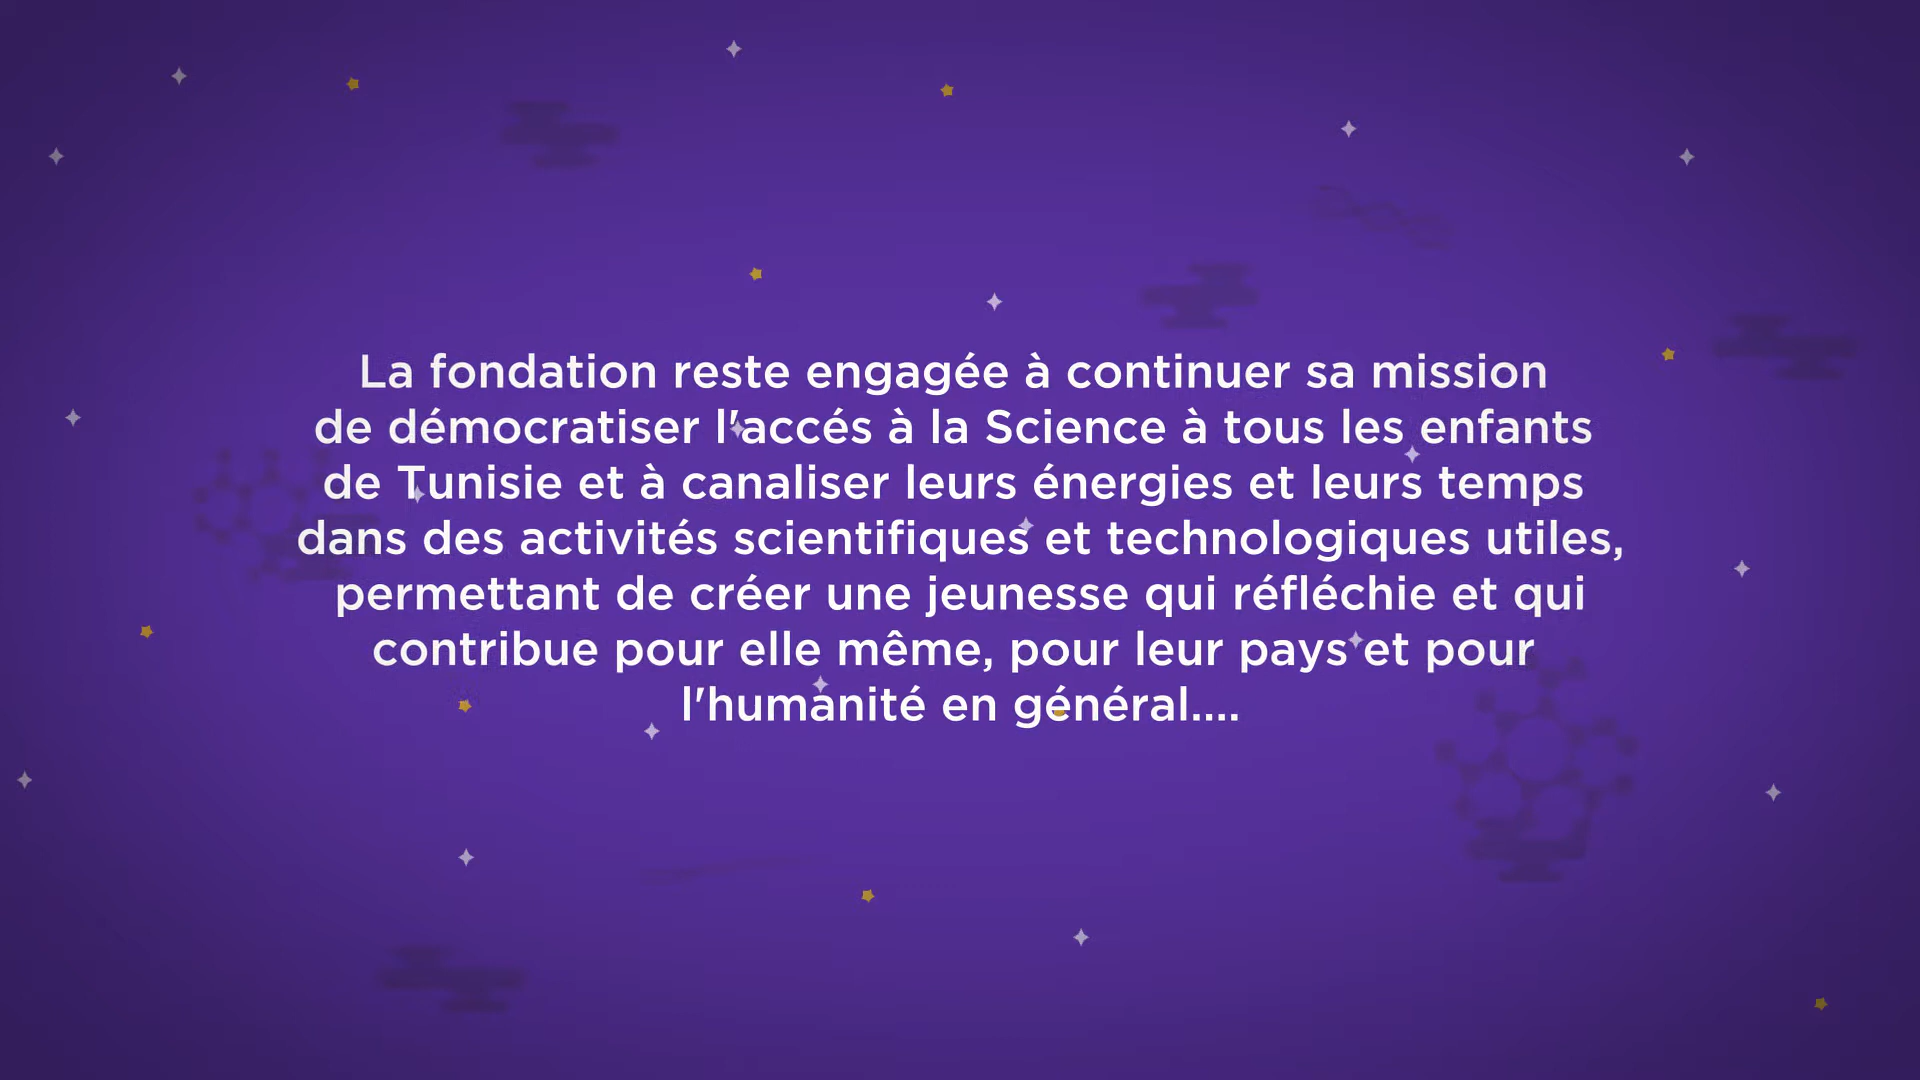 La fondation reste engagée à continuer sa mission
de démocratiser l'accés à la Science à tous les enfants
de Tunisie et à canaliser leurs énergies et leurs temps
dans des activités scientifiques et technologiques utiles,
permettant de créer une jeunesse qui réfléchie et qui
contribue pour elle même, pour leur pays et pour
l'humanité en général....